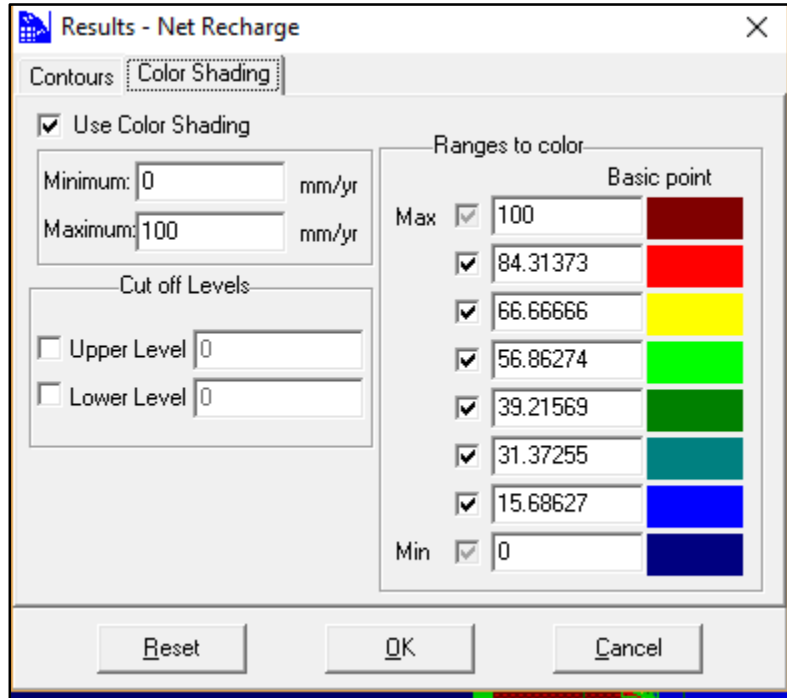 Results - Net Recharge
Contours Color Shading
Use Color Shading
Minimum: 0 mm/yr
Maximum: 100 mm/yr
Cut off Levels
Upper Level 0
Lower Level 0
Ranges to color
Basic point
Max 100
84.31373
66.66666
56.86274
39.21569
31.37255
15.68627
Min 0
Reset OK Cancel